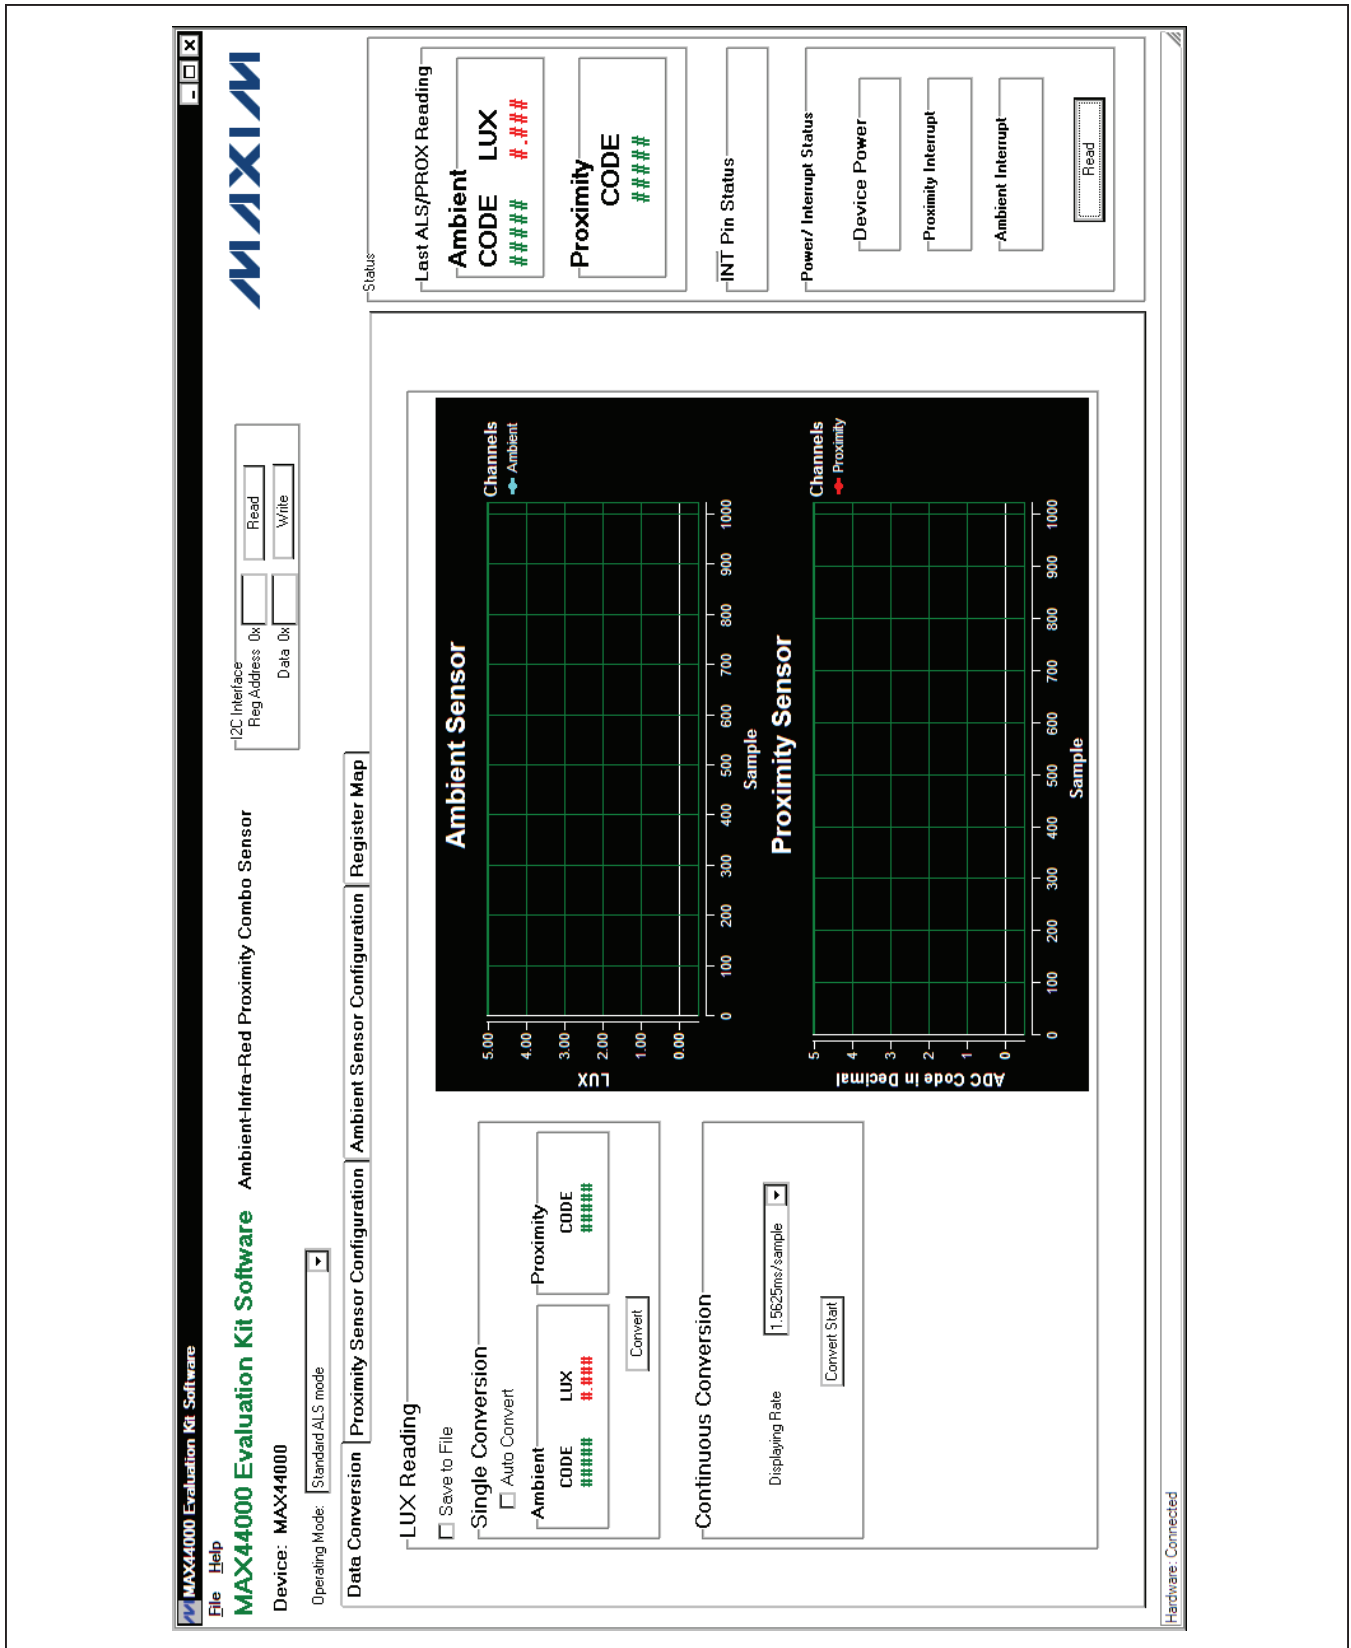 MAX44000 Evaluation Kit Software
File Help
MAX44000 Evaluation Kit Software Ambient-Infra-Red Proximity Combo Sensor
MAXIM
Device: MAX44000
Operating Mode: Standard ALS mode
I2C Interface
Reg Address 0x Read
Data 0x Write
Data Conversion Proximity Sensor Configuration Ambient Sensor Configuration Register Map
LUX Reading
Save to File
Single Conversion
Auto Convert
Ambient
CODE LUX
##### #.###
Proximity
CODE
#####
Convert
Continuous Conversion
Displaying Rate 1.5625ms/sample
Convert Start
Ambient Sensor
Channels
Ambient
LUX
5.00
4.00
3.00
2.00
1.00
0.00
0 100 200 300 400 500 600 700 800 900 1000
Sample
Proximity Sensor
Channels
Proximity
ADC Code in Decimal
5
4
3
2
1
0
0 100 200 300 400 500 600 700 800 900 1000
Sample
Status
Last ALS/PROX Reading
Ambient
CODE LUX
##### #.###
Proximity
CODE
#####
INT Pin Status
Power/ Interrupt Status
Device Power
Proximity Interrupt
Ambient Interrupt
Read
Hardware: Connected